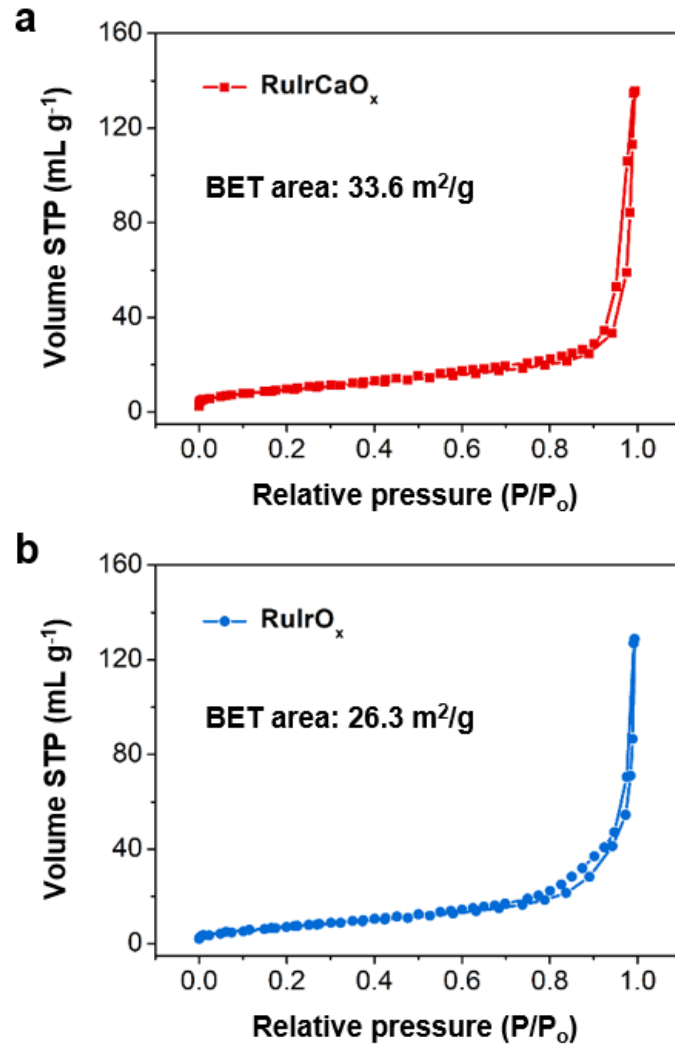 a
Volume STP (mL g⁻¹)
160
120
80
40
0
RuIrCaOₓ
BET area: 33.6 m²/g
0.0 0.2 0.4 0.6 0.8 1.0
Relative pressure (P/Pₒ)
b
Volume STP (mL g⁻¹)
160
120
80
40
0
RuIrOₓ
BET area: 26.3 m²/g
0.0 0.2 0.4 0.6 0.8 1.0
Relative pressure (P/Pₒ)